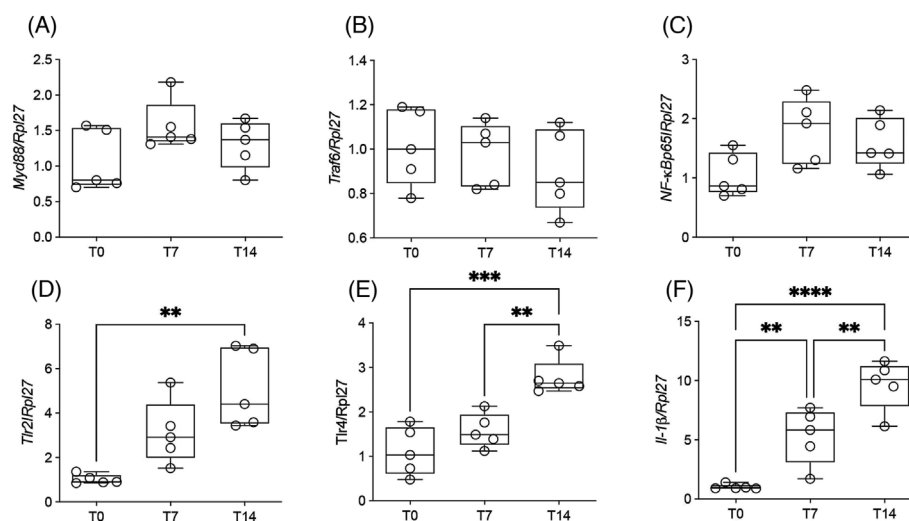 (A)
Myd88/Rpl27
2.5
2.0
1.5
1.0
0.5
0.0
T0 T7 T14
(B)
Traf6/Rpl27
1.4
1.2
1.0
0.8
0.6
T0 T7 T14
(C)
NF-κBp65/Rpl27
3
2
1
0
T0 T7 T14
(D)
Tlr2/Rpl27
8
6
4
2
0
**
T0 T7 T14
(E)
Tlr4/Rpl27
4
3
2
1
0
***
**
T0 T7 T14
(F)
Il-1β/Rpl27
15
10
5
0
****
** **
T0 T7 T14